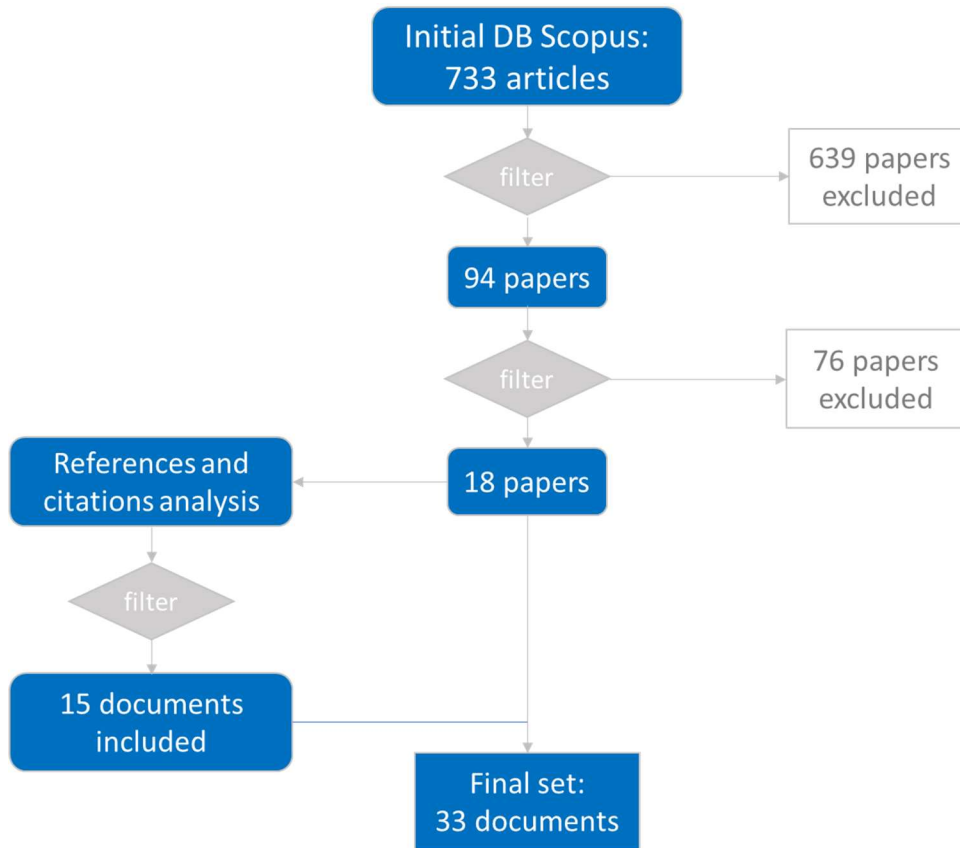 Initial DB Scopus:
733 articles
filter
639 papers
excluded
94 papers
filter
76 papers
excluded
References and
citations analysis
18 papers
filter
15 documents
included
Final set:
33 documents